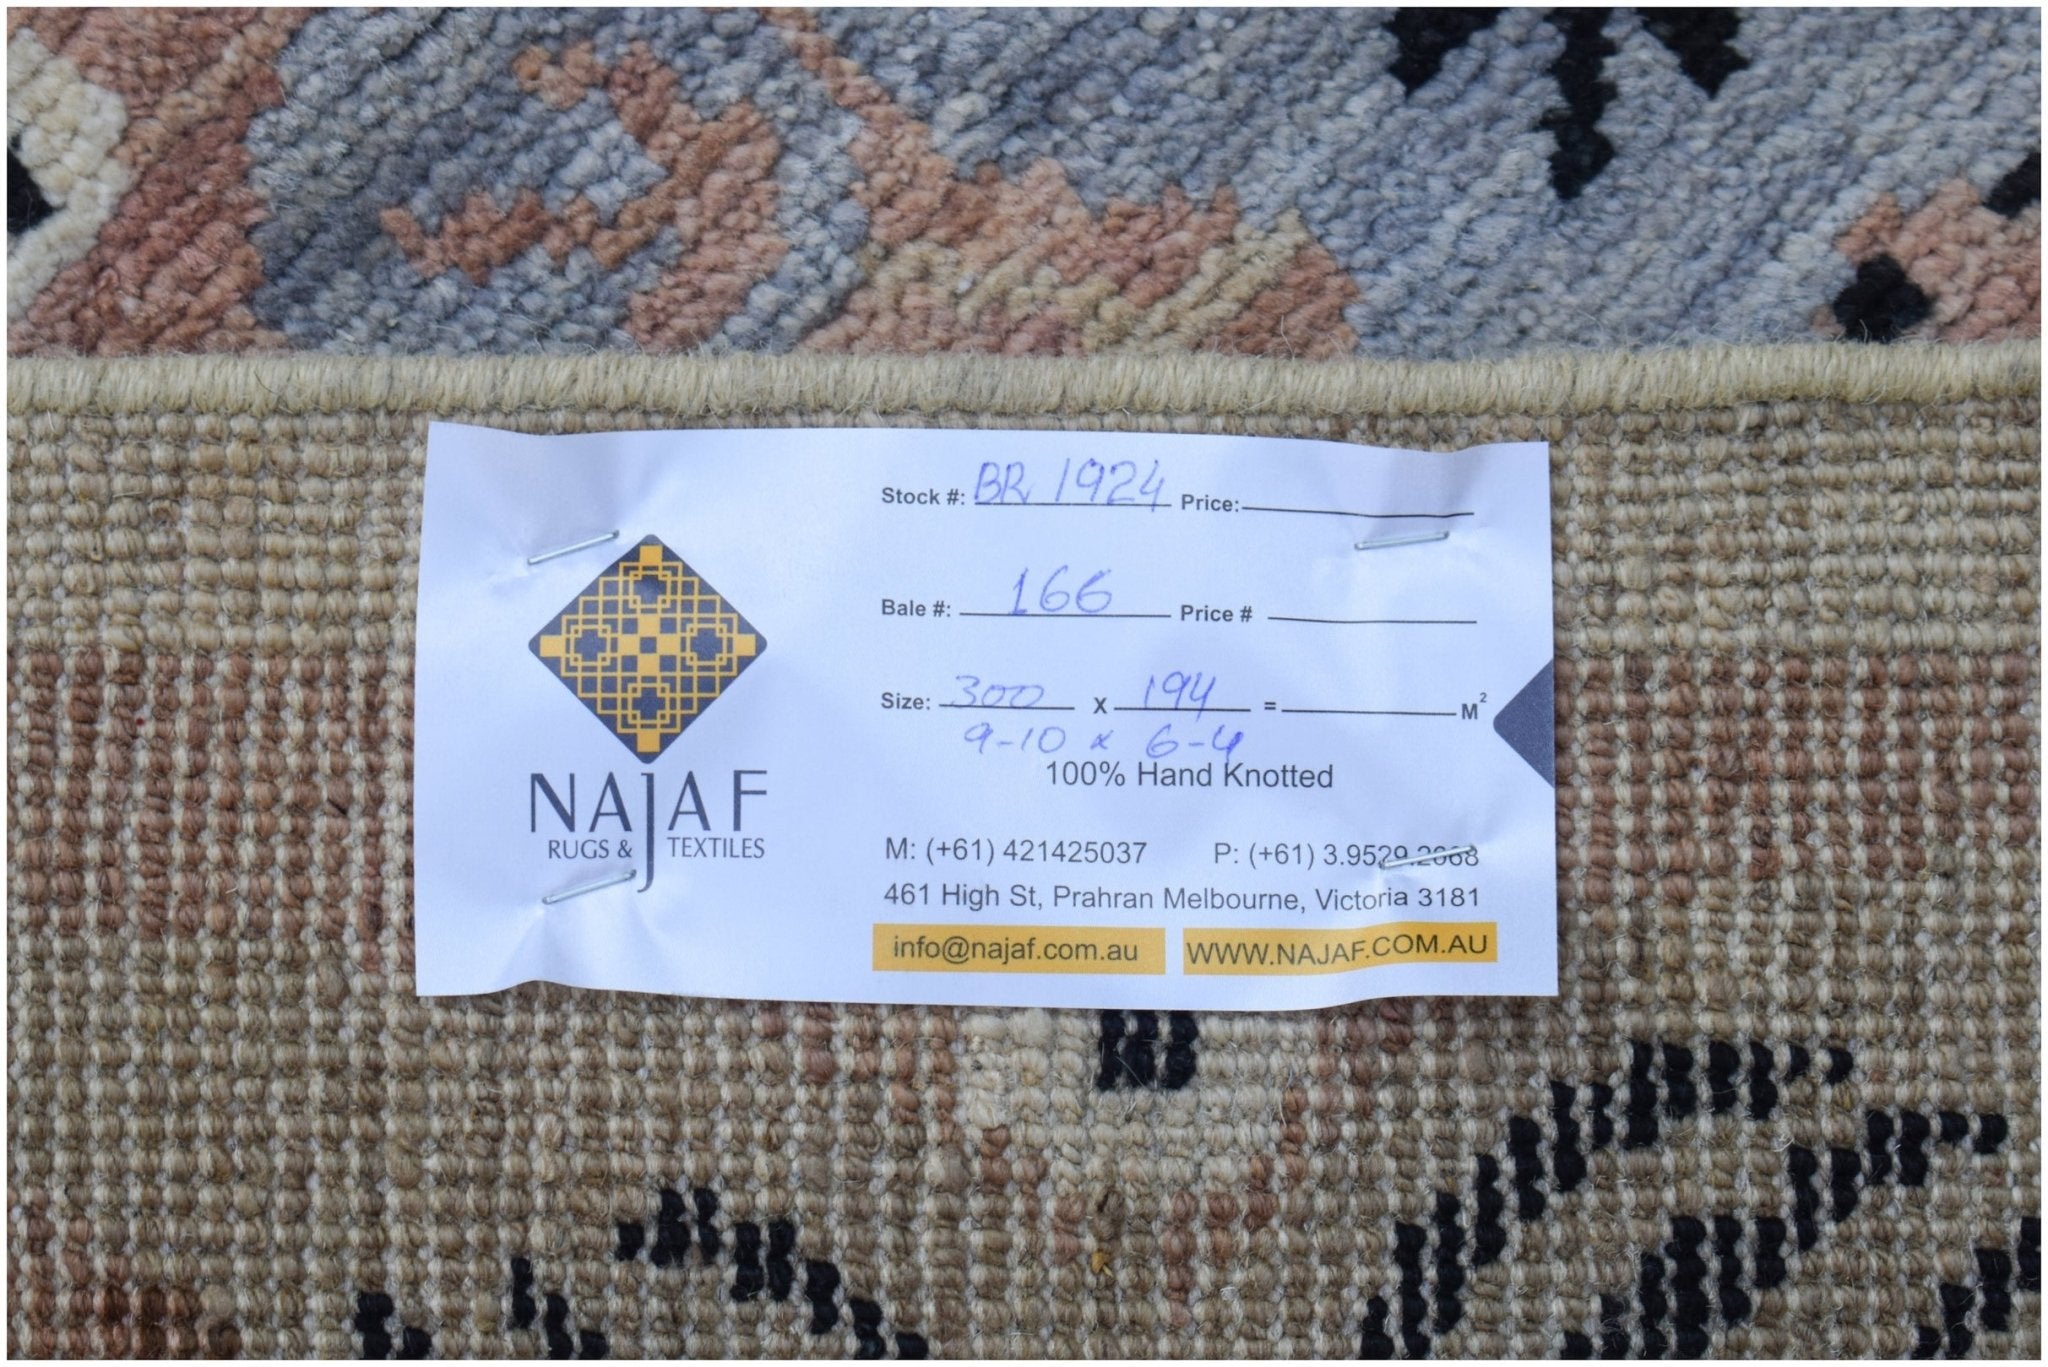 Stock #: BR 1924 Price:
Bale #: 166 Price #
Size: 300 x 194 = M²
9-10 x 6-4
100% Hand Knotted
NAJAF
RUGS & TEXTILES
M: (+61) 421425037 P: (+61) 3.9529.2668
461 High St, Prahran Melbourne, Victoria 3181
info@najaf.com.au WWW.NAJAF.COM.AU